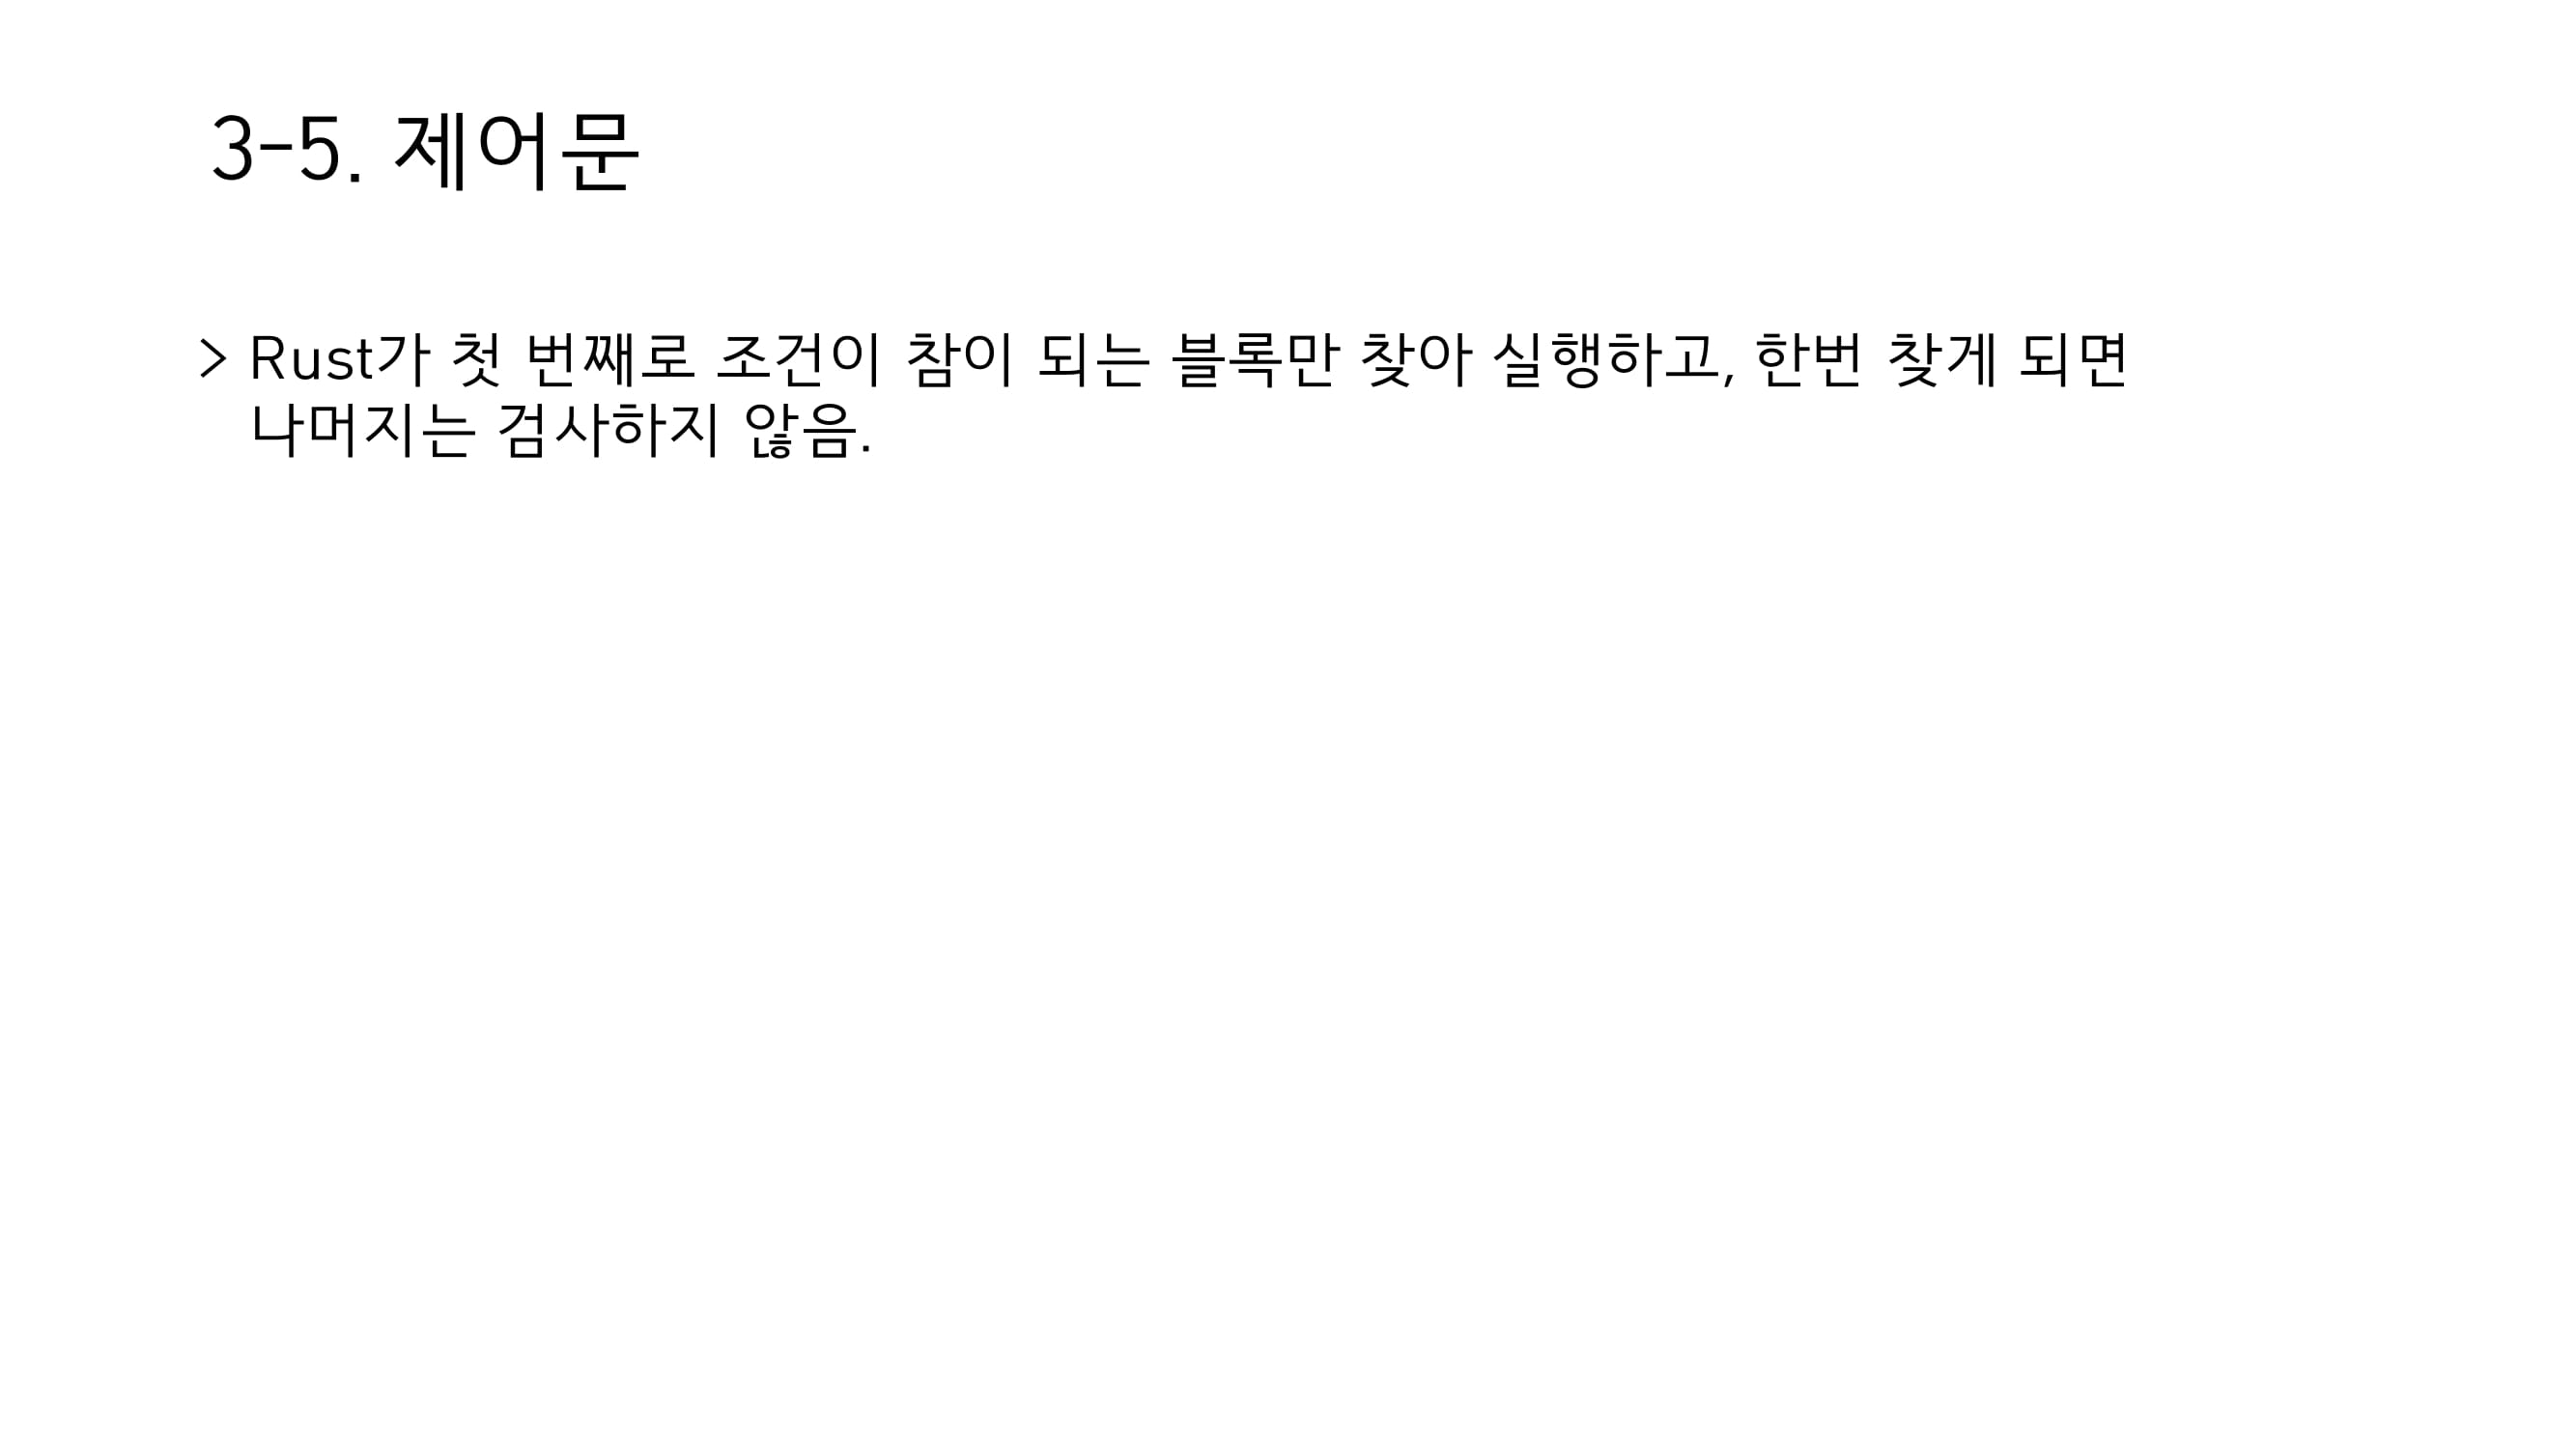 3-5. 제어문
> Rust가 첫 번째로 조건이 참이 되는 블록만 찾아 실행하고, 한번 찾게 되면
나머지는 검사하지 않음.